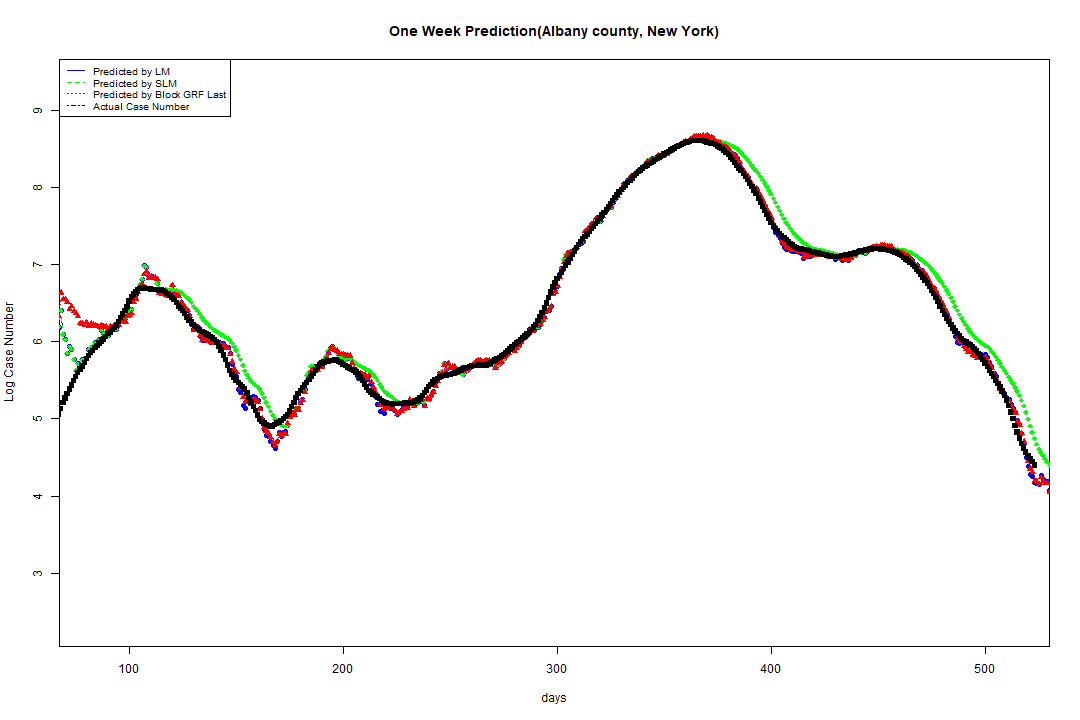 One Week Prediction(Albany county, New York)
Predicted by LM
Predicted by SLM
Predicted by Block GRF Last
Actual Case Number
Log Case Number
9
8
7
6
5
4
3
100 200 300 400 500
days